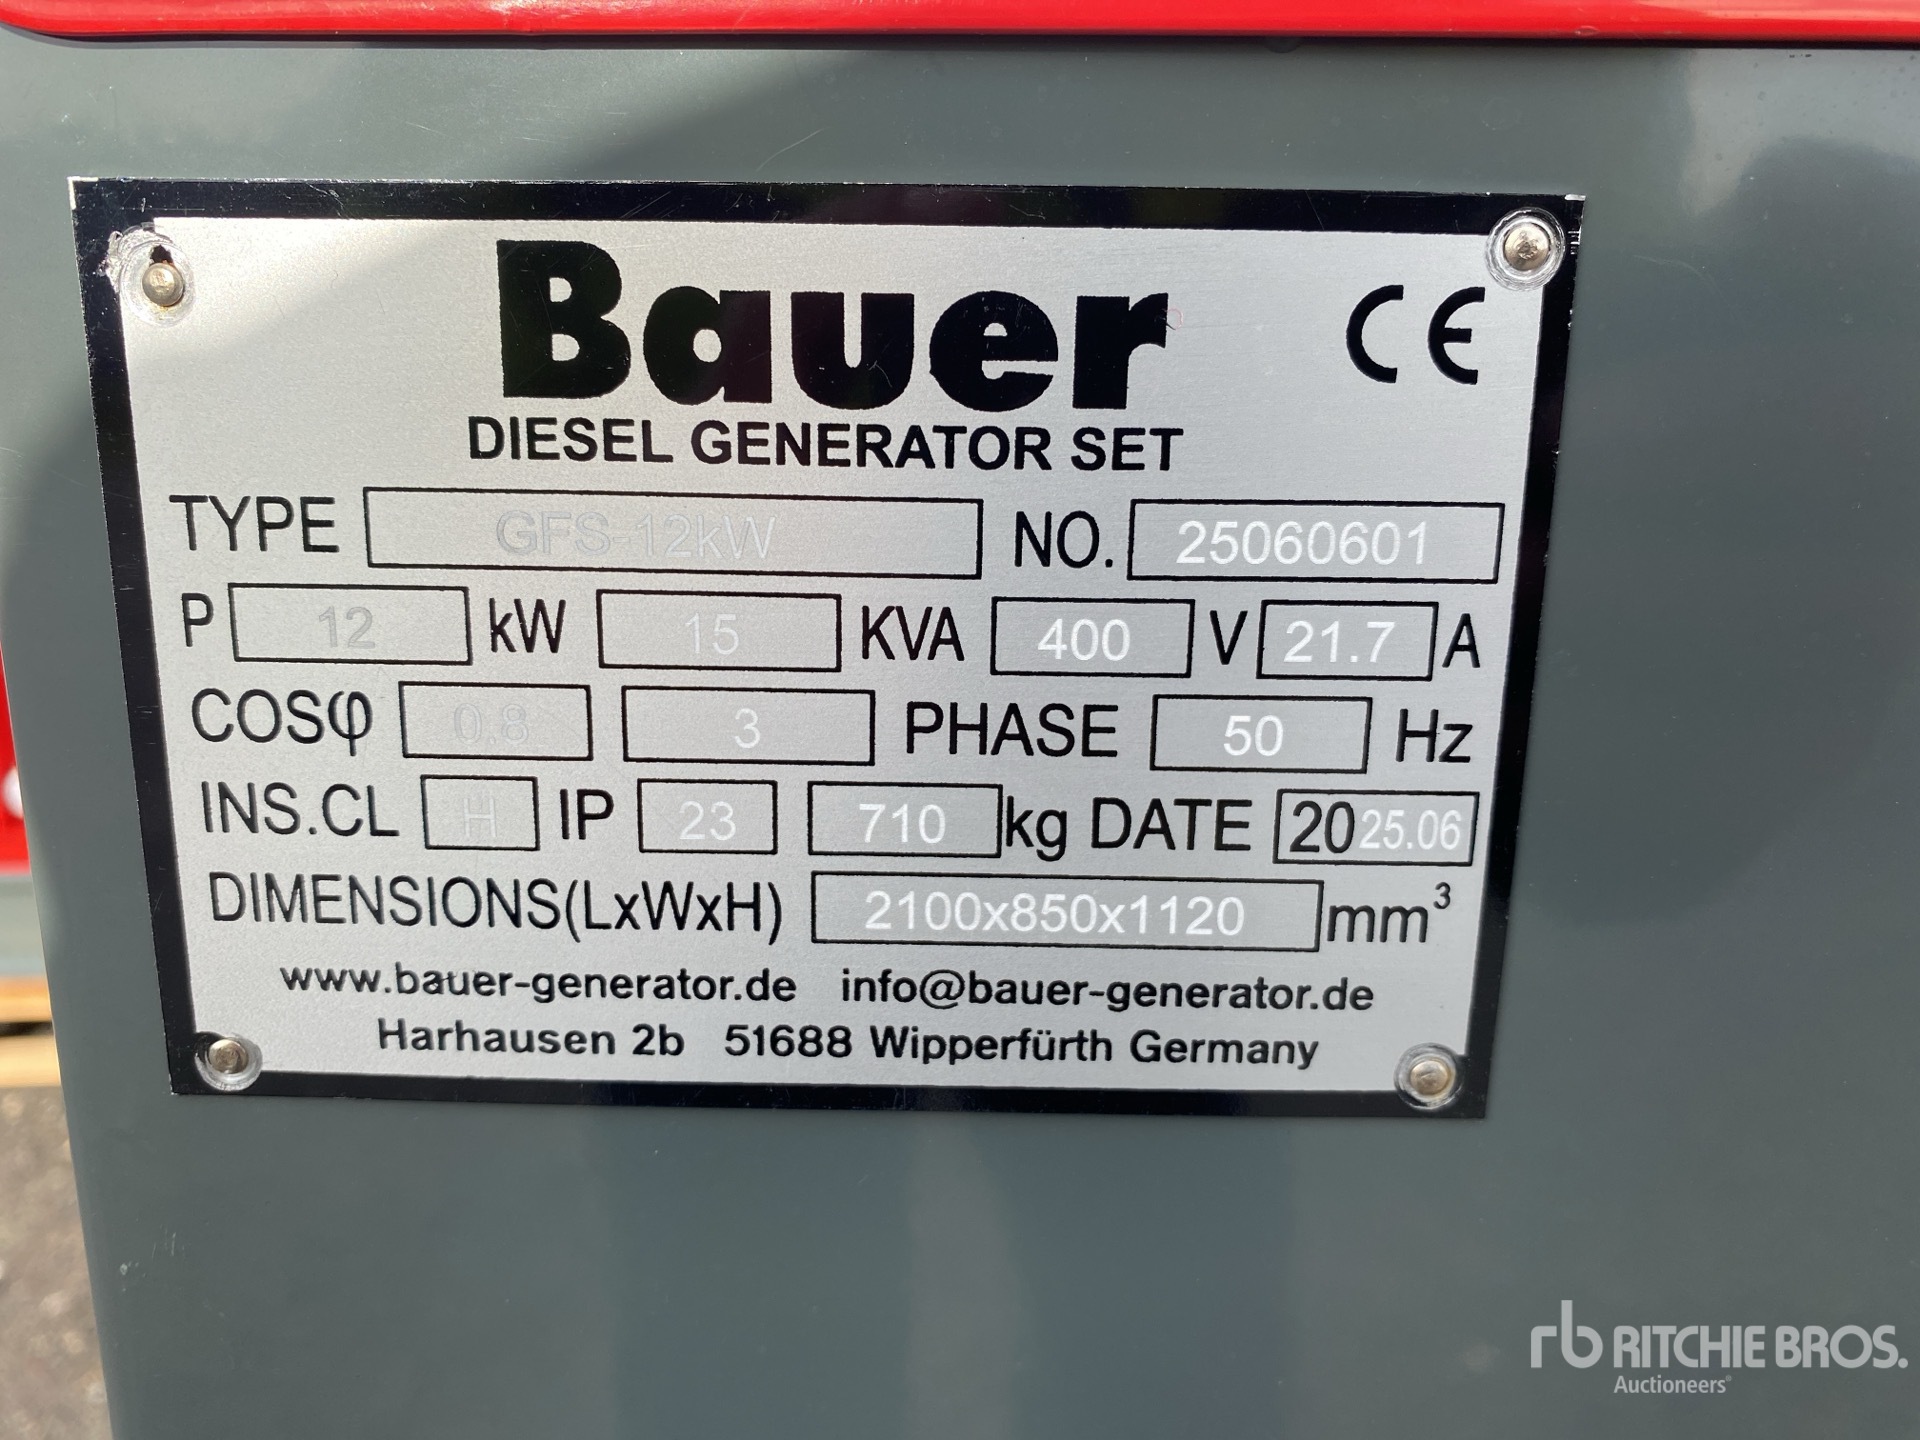 Bauer CE
DIESEL GENERATOR SET
TYPE GFS-12kW NO. 25060601
P 12 kW 15 KVA 400 V 21.7 A
COSφ 0.8 3 PHASE 50 Hz
INS.CL H IP 23 710 kg DATE 2025.06
DIMENSIONS(LxWxH) 2100x850x1120 mm³
www.bauer-generator.de info@bauer-generator.de
Harhausen 2b 51688 Wipperfürth Germany
rb RITCHIE BROS.
Auctioneers